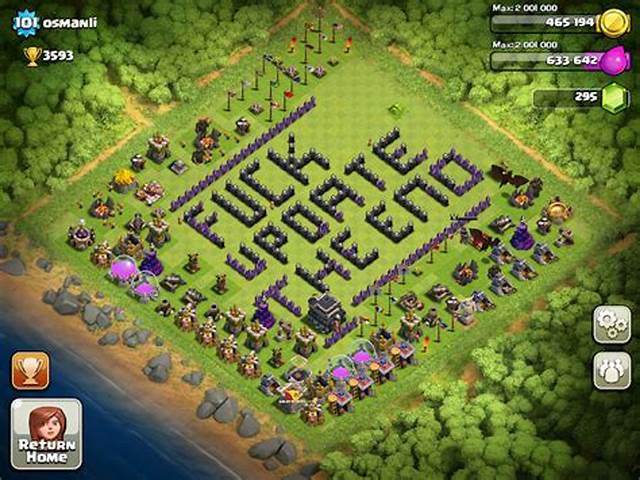 101 osmanli
3593
Max: 2 001 000
465 194
Max: 2 001 000
633 642
295
FUCK
UPDATE
THE END
RETURN
HOME